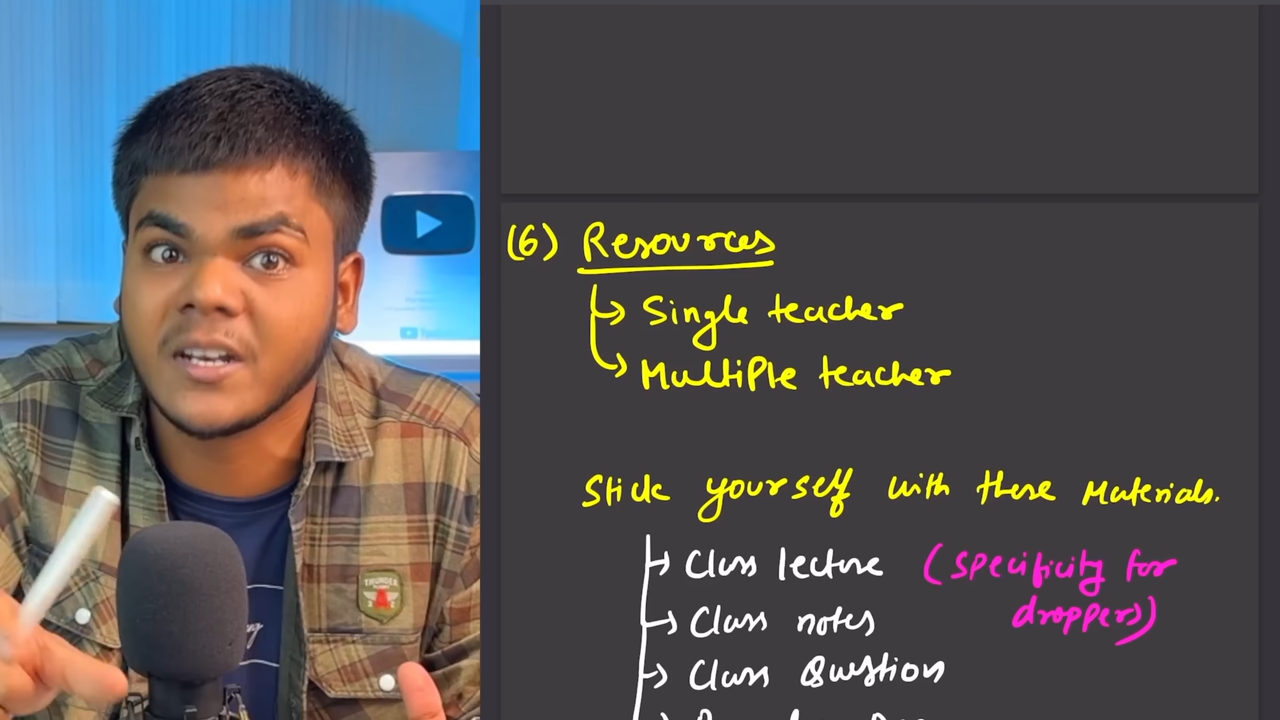 (6) Resources
Single teacher
Multiple teacher
Stick yourself with these Materials.
Class lecture (specificity for
droppers)
Class notes
Class Question
THUNDER